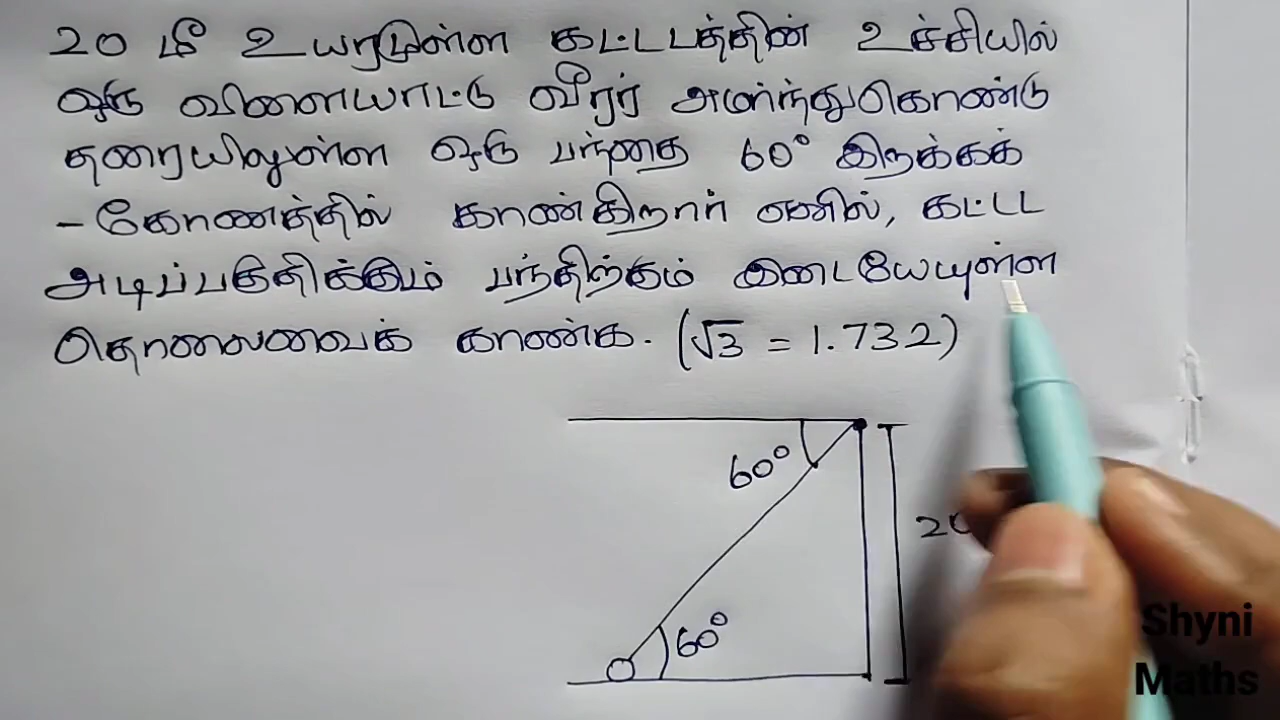 20 மீ உயரமுள்ள கட்டடத்தின் உச்சியில்
ஒரு விளையாட்டு வீரர் அமர்ந்துகொண்டு
தரையிலுள்ள ஒரு பந்தை 60° இறக்கக்
- கோணத்தில் காண்கிறார் எனில், கட்டட
அடிப்பகுதிக்கும் பந்திற்கும் இடையேயுள்ள
தொலைவைக் காண்க. (√3 = 1.732)
60°
20
60°
Shyni
Maths